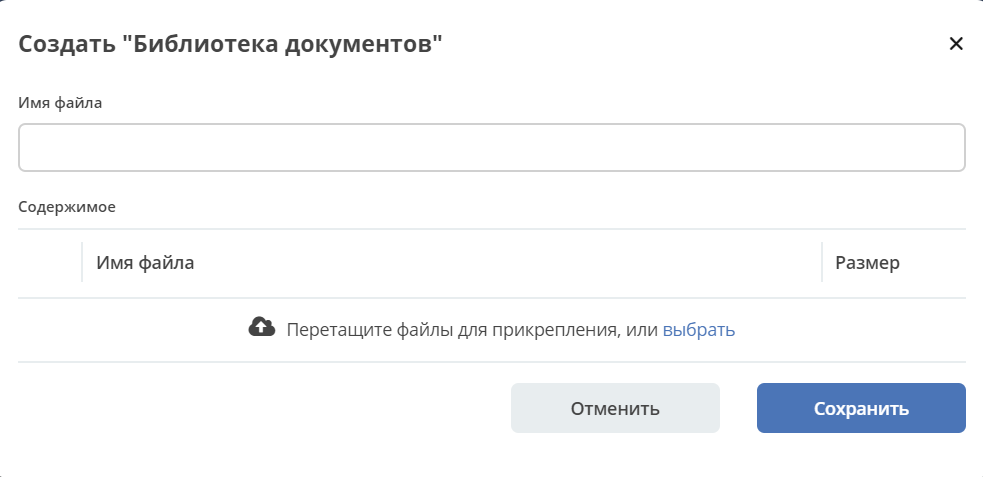 Создать "Библиотека документов"
Имя файла
Содержимое
Имя файла Размер
Перетащите файлы для прикрепления, или выбрать
Отменить Сохранить